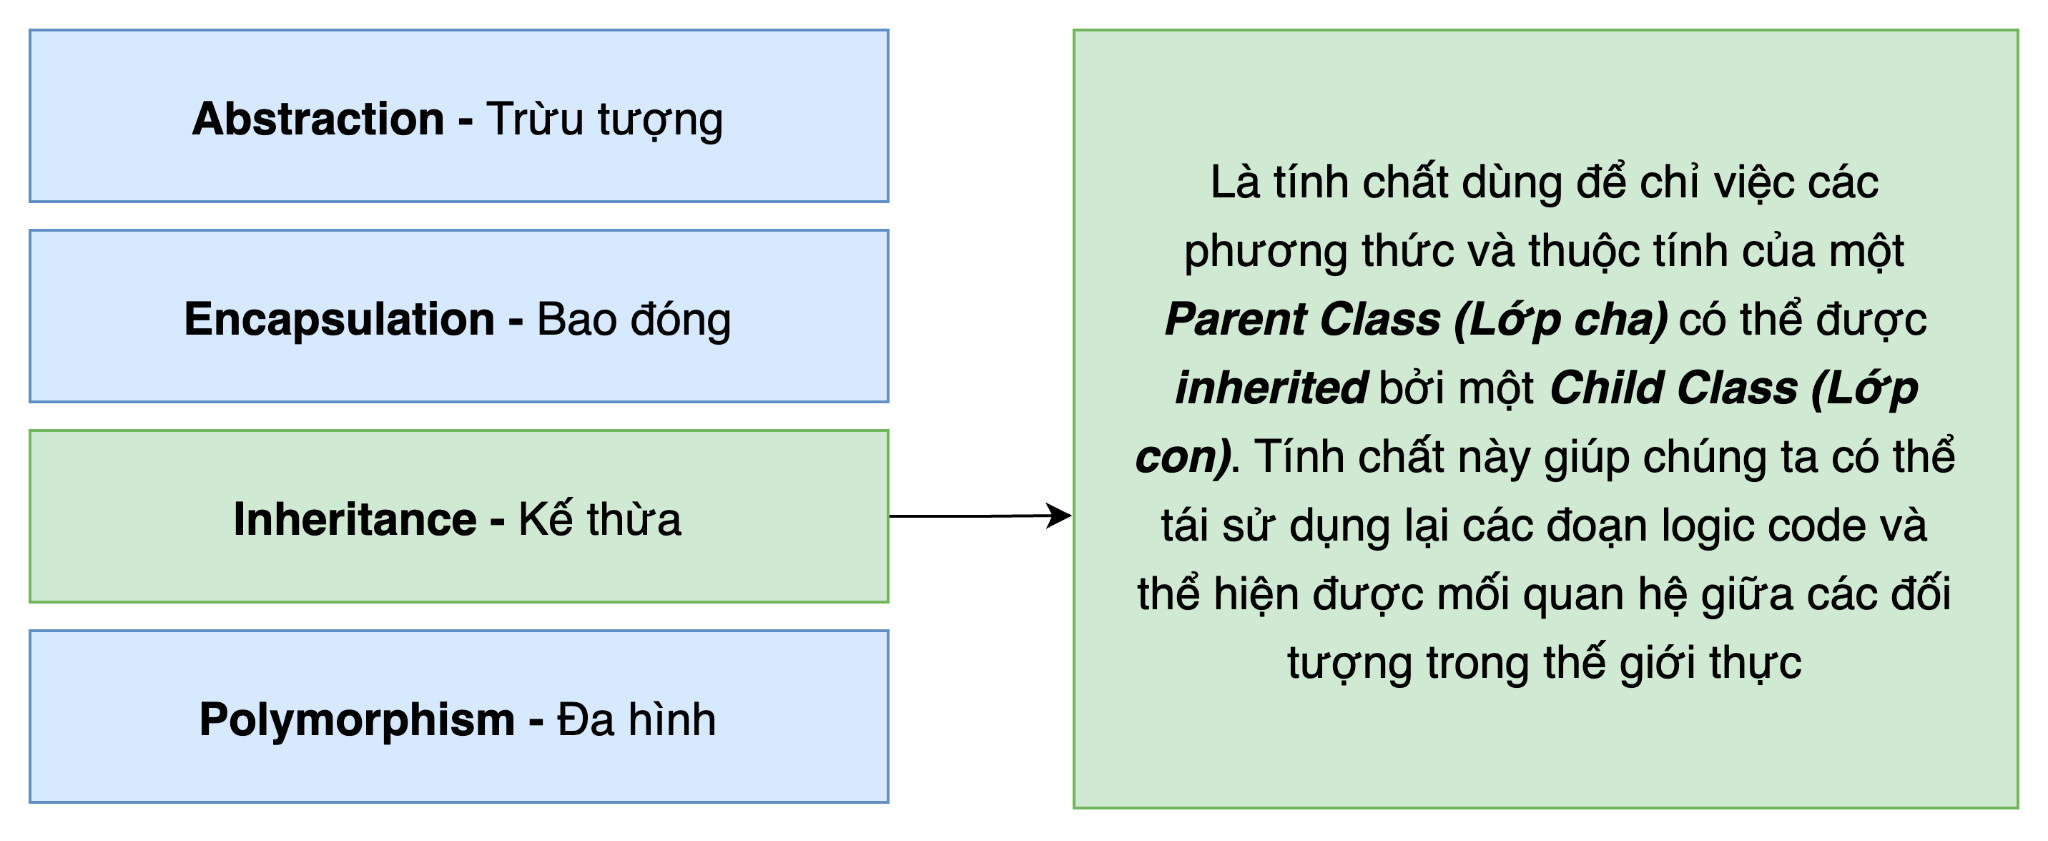 Abstraction - Trừu tượng
Encapsulation - Bao đóng
Inheritance - Kế thừa
Polymorphism - Đa hình
Là tính chất dùng để chỉ việc các
phương thức và thuộc tính của một
Parent Class (Lớp cha) có thể được
inherited bởi một Child Class (Lớp
con). Tính chất này giúp chúng ta có thể
tái sử dụng lại các đoạn logic code và
thể hiện được mối quan hệ giữa các đối
tượng trong thế giới thực